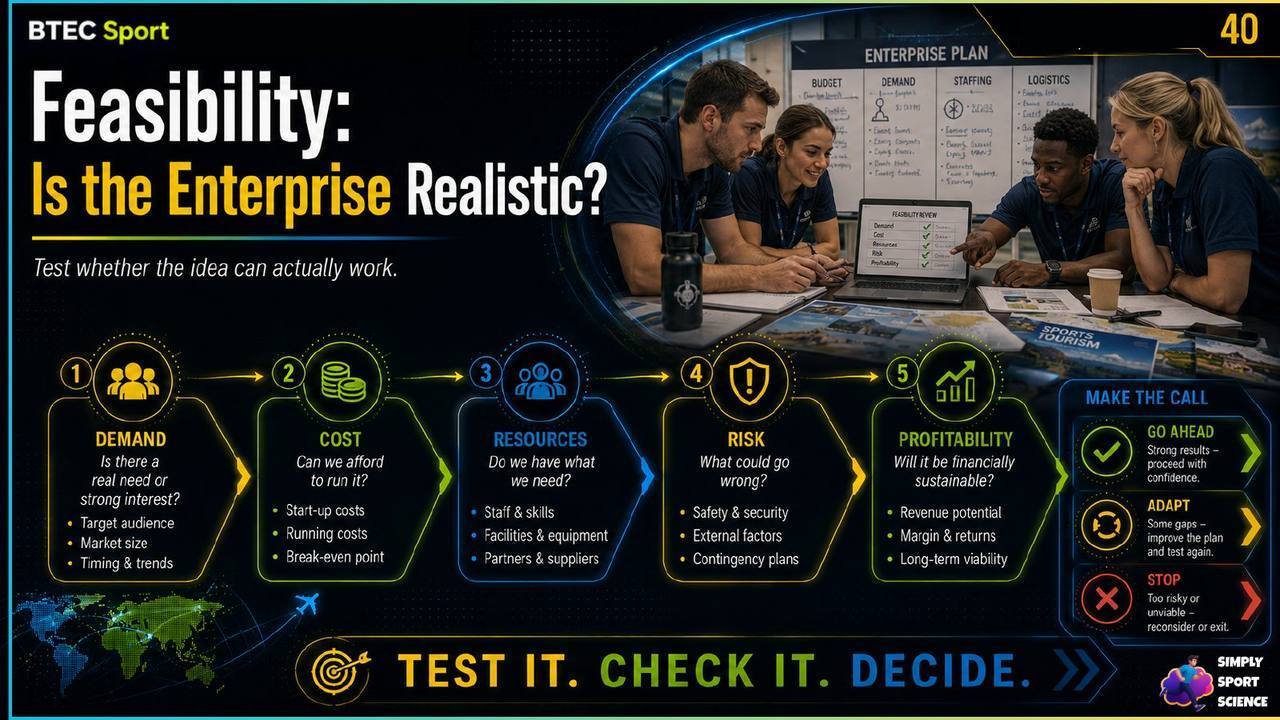 BTEC Sport
40
Feasibility:
Is the Enterprise Realistic?
Test whether the idea can actually work.
ENTERPRISE PLAN
BUDGET
DEMAND
STAFFING
LOGISTICS
FEASIBILITY REVIEW
Demand
Cost
Resources
Risk
Profitability
SPORTS
TOURISM
1
DEMAND
Is there a
real need or
strong interest?
• Target audience
• Market size
• Timing & trends
2
COST
Can we afford
to run it?
• Start-up costs
• Running costs
• Break-even point
3
RESOURCES
Do we have what
we need?
• Staff & skills
• Facilities & equipment
• Partners & suppliers
4
RISK
What could go
wrong?
• Safety & security
• External factors
• Contingency plans
5
PROFITABILITY
Will it be financially
sustainable?
• Revenue potential
• Margin & returns
• Long-term viability
MAKE THE CALL
GO AHEAD
Strong results –
proceed with
confidence.
ADAPT
Some gaps –
improve the plan
and test again.
STOP
Too risky or
unviable –
reconsider or exit.
TEST IT. CHECK IT. DECIDE.
SIMPLY
SPORT
SCIENCE